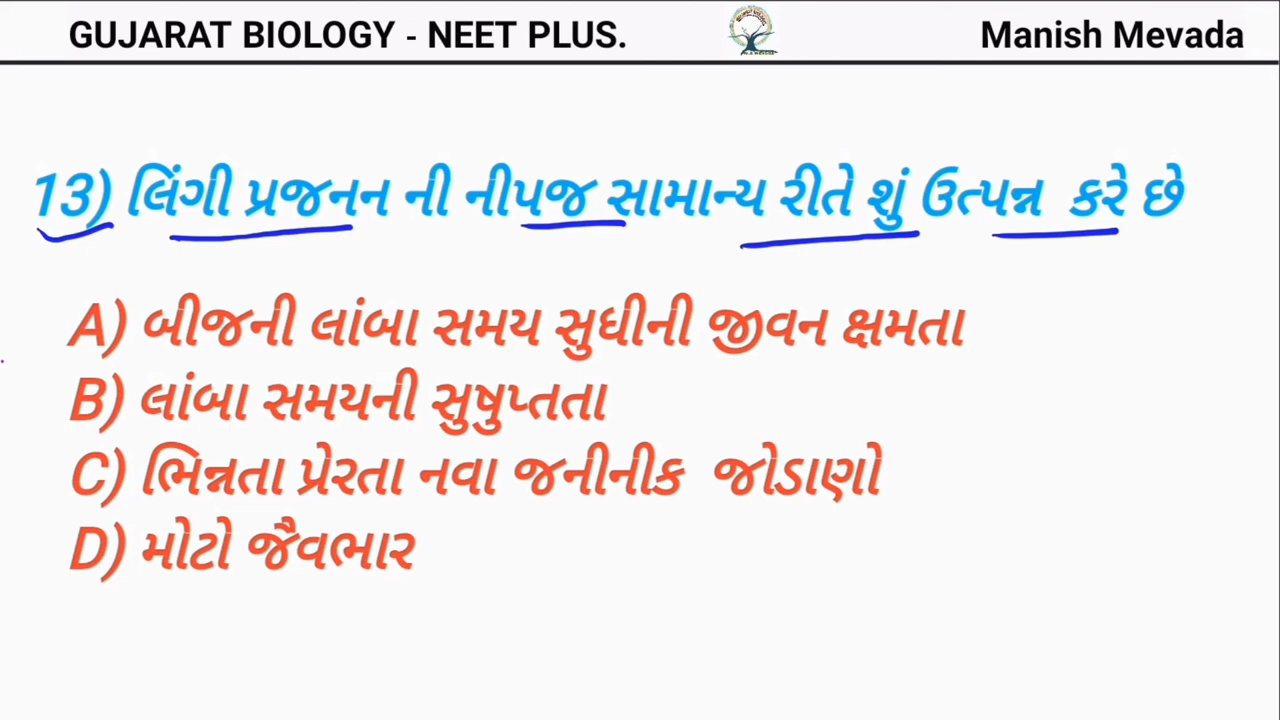 GUJARAT BIOLOGY - NEET PLUS.
Manish Mevada
13) લિંગી પ્રજનન ની નીપજ સામાન્ય રીતે શું ઉત્પન્ન કરે છે
A) બીજની લાંબા સમય સુધીની જીવન ક્ષમતા
B) લાંબા સમયની સુષુપ્તતા
C) ભિન્નતા પ્રેરતા નવા જનીનીક જોડાણો
D) મોટો જૈવભાર